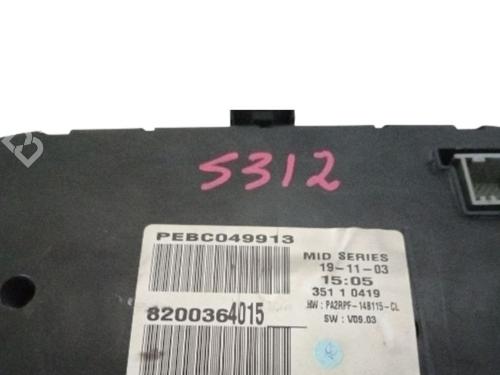 S312
PEBC049913
MID SERIES
19-11-03
15:05
351 1 0419
HW : PA2RPF-14B115-CL
SW : V09.03
8200364015